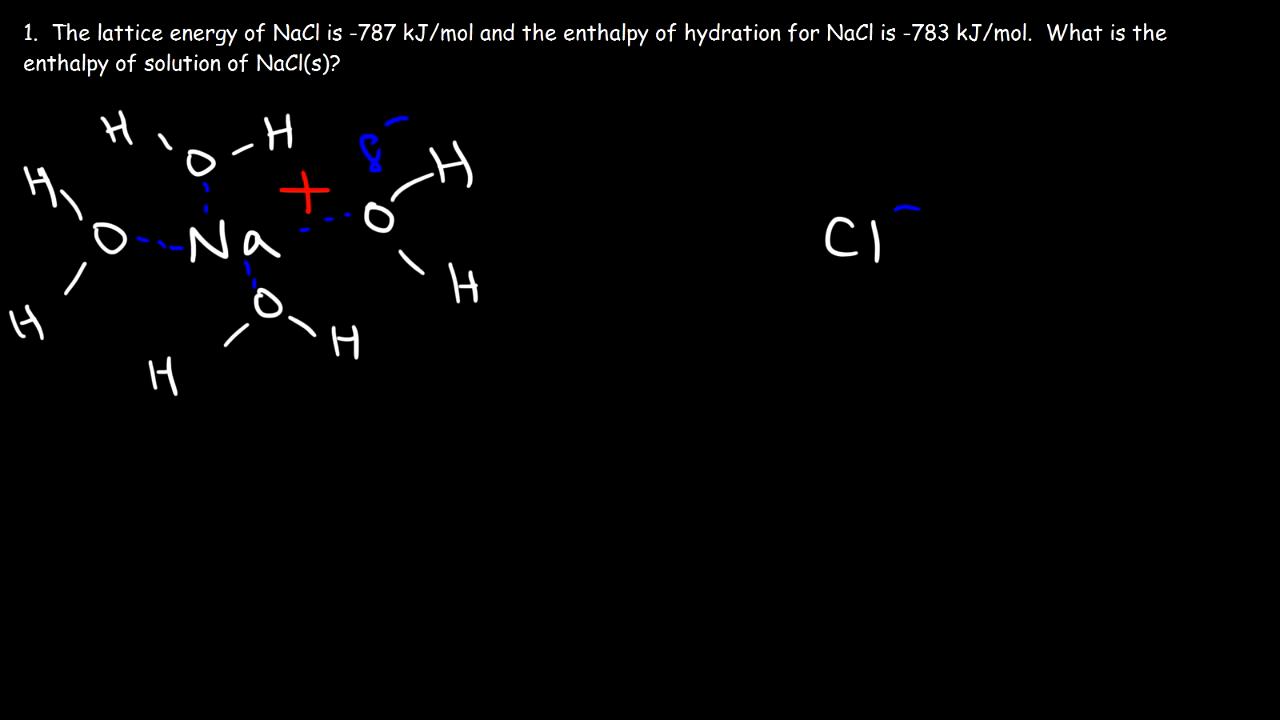 1. The lattice energy of NaCl is -787 kJ/mol and the enthalpy of hydration for NaCl is -783 kJ/mol. What is the
enthalpy of solution of NaCl(s)?
H O H δ-
H O Na + O H
Cl-
H O H H
H